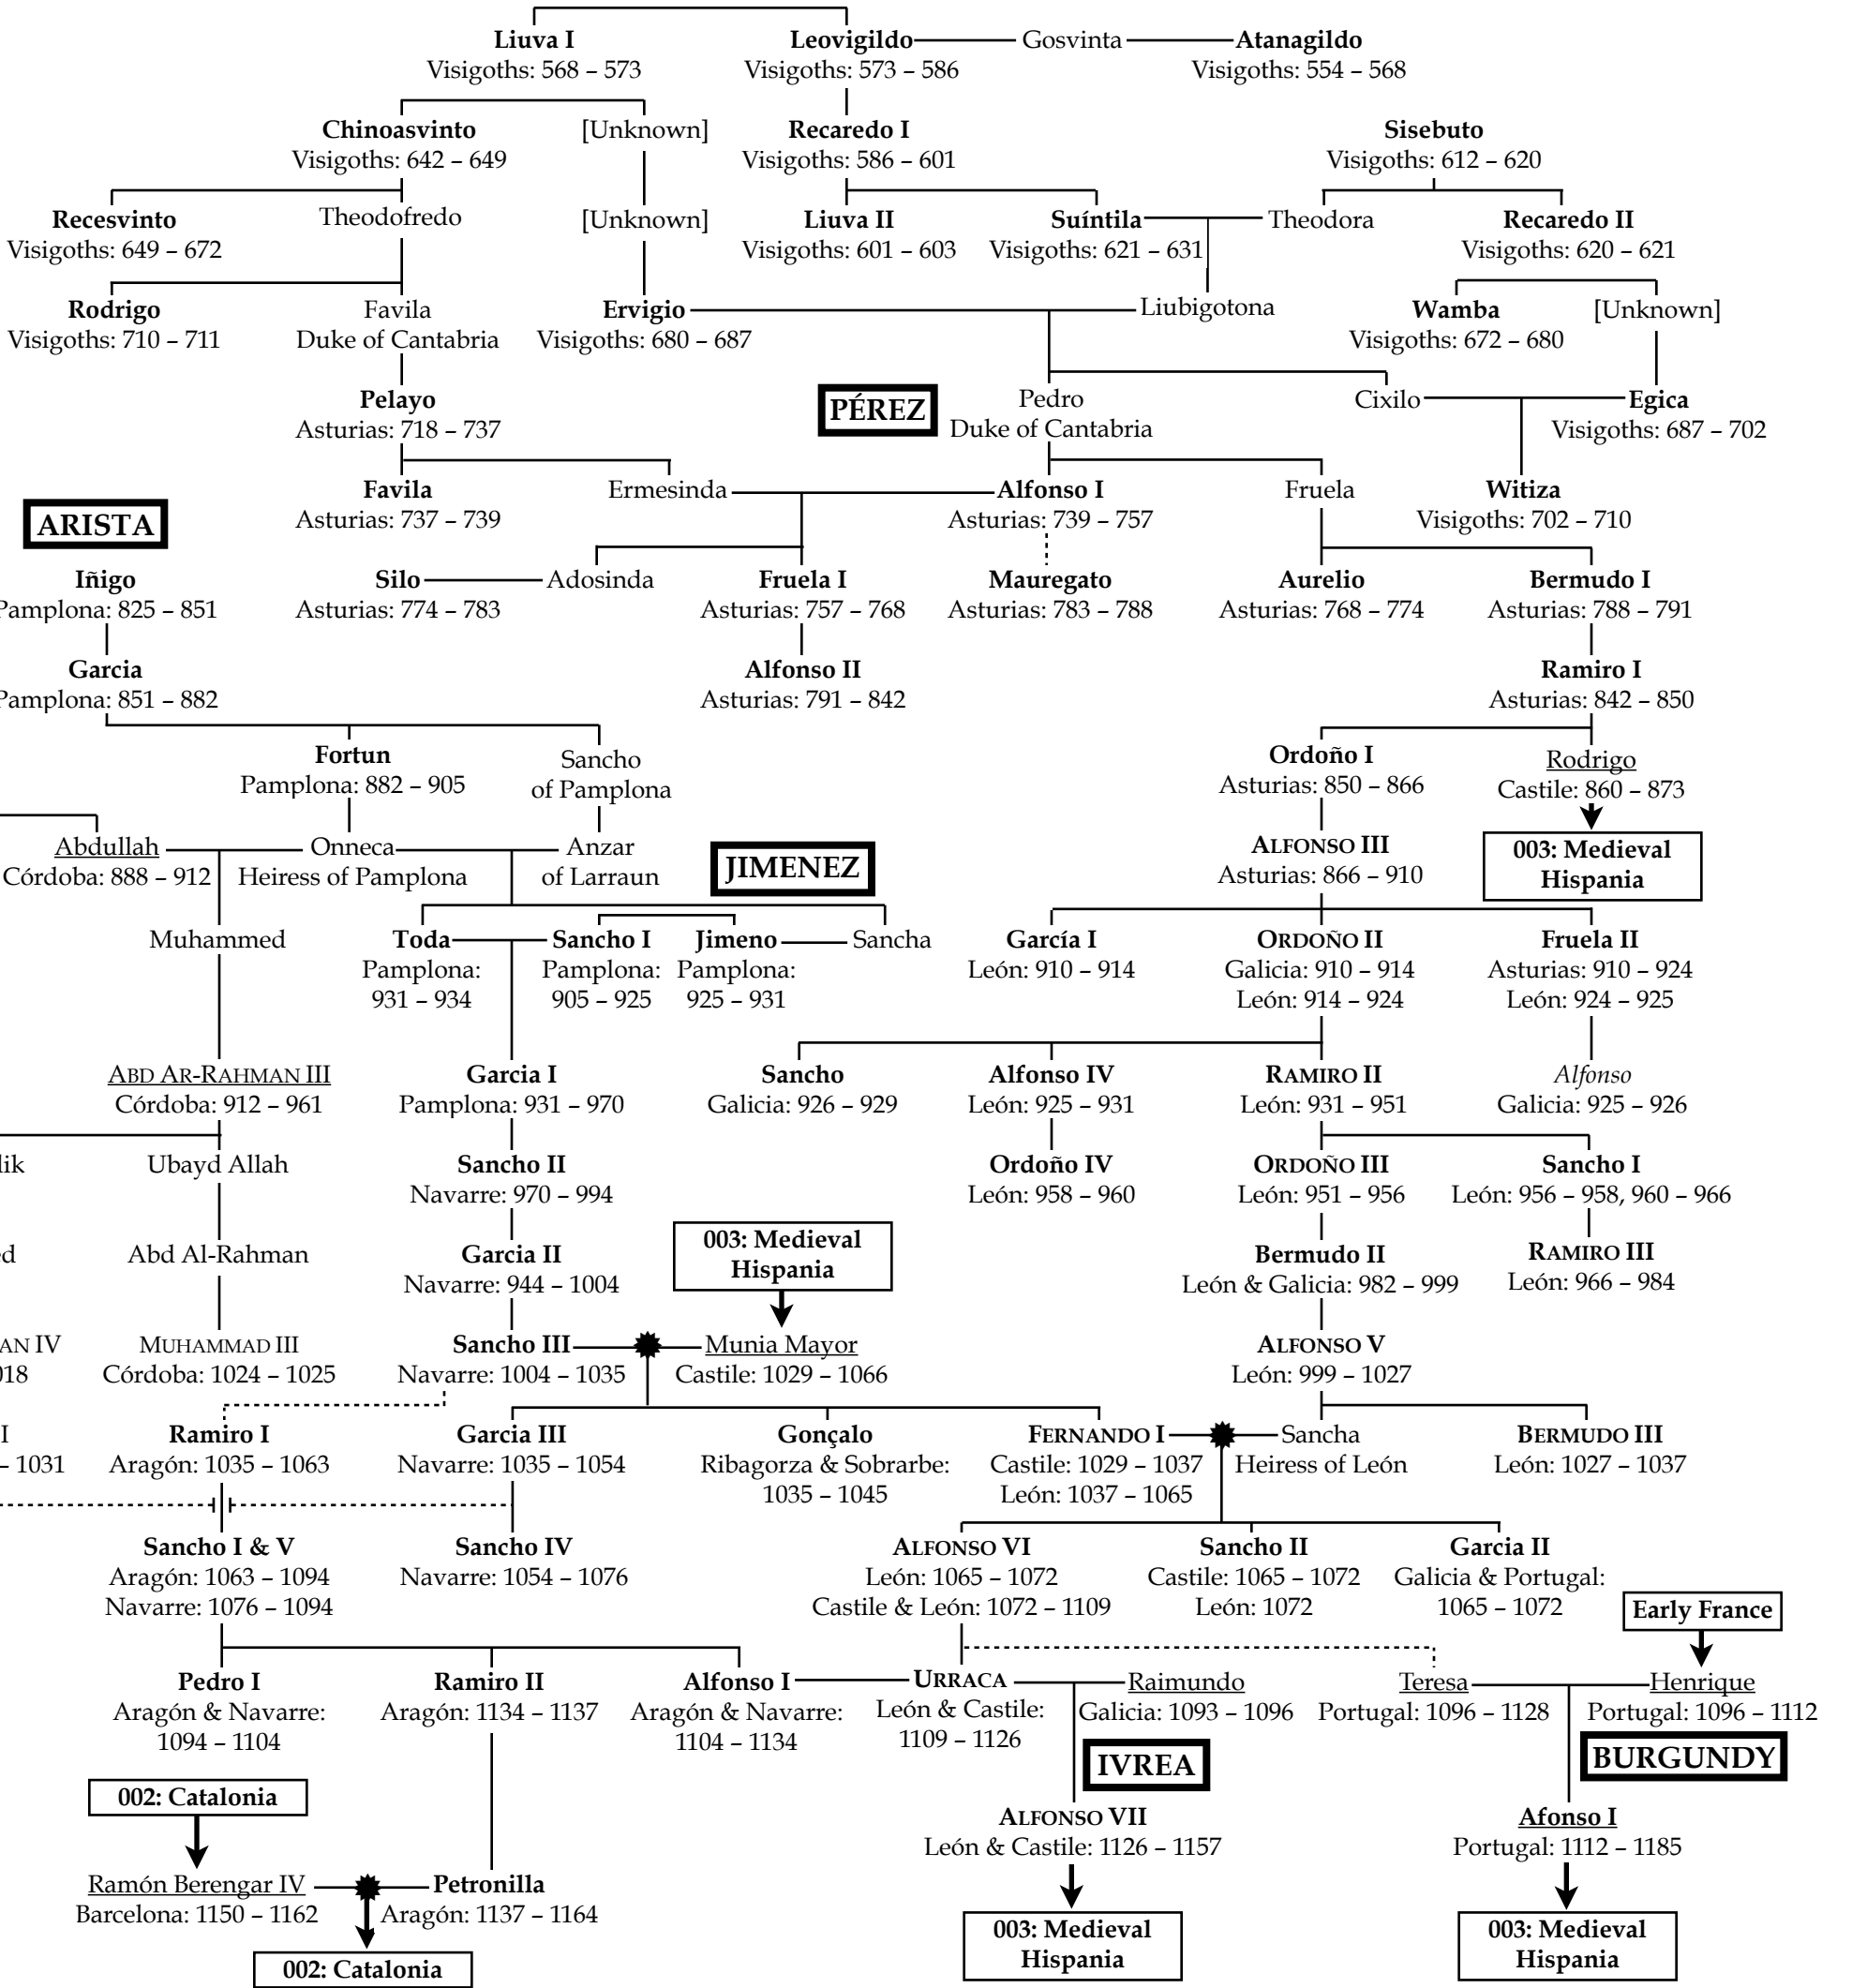 Liuva I
Visigoths: 568 – 573
Leovigildo
Visigoths: 573 – 586
Gosvinta
Atanagildo
Visigoths: 554 – 568
Chinoasvinto
Visigoths: 642 – 649
[Unknown]
Recaredo I
Visigoths: 586 – 601
Sisebuto
Visigoths: 612 – 620
Recesvinto
Visigoths: 649 – 672
Theodofredo
[Unknown]
Liuva II
Visigoths: 601 – 603
Suíntila
Visigoths: 621 – 631
Theodora
Recaredo II
Visigoths: 620 – 621
Rodrigo
Visigoths: 710 – 711
Favila
Duke of Cantabria
Ervigio
Visigoths: 680 – 687
Liubigotona
Wamba
Visigoths: 672 – 680
[Unknown]
Pelayo
Asturias: 718 – 737
PÉREZ
Pedro
Duke of Cantabria
Cixilo
Egica
Visigoths: 687 – 702
ARISTA
Favila
Asturias: 737 – 739
Ermesinda
Alfonso I
Asturias: 739 – 757
Fruela
Witiza
Visigoths: 702 – 710
Iñigo
Pamplona: 825 – 851
Silo
Asturias: 774 – 783
Adosinda
Fruela I
Asturias: 757 – 768
Mauregato
Asturias: 783 – 788
Aurelio
Asturias: 768 – 774
Bermudo I
Asturias: 788 – 791
Garcia
Pamplona: 851 – 882
Alfonso II
Asturias: 791 – 842
Ramiro I
Asturias: 842 – 850
Fortun
Pamplona: 882 – 905
Sancho
of Pamplona
Ordoño I
Asturias: 850 – 866
Rodrigo
Castile: 860 – 873
Abdullah
Córdoba: 888 – 912
Onneca
Heiress of Pamplona
Anzar
of Larraun
JIMENEZ
ALFONSO III
Asturias: 866 – 910
003: Medieval
Hispania
Muhammed
Toda
Pamplona:
931 – 934
Sancho I
Pamplona:
905 – 925
Jimeno
Pamplona:
925 – 931
Sancha
García I
León: 910 – 914
ORDOÑO II
Galicia: 910 – 914
León: 914 – 924
Fruela II
Asturias: 910 – 924
León: 924 – 925
ABD AR-RAHMAN III
Córdoba: 912 – 961
Garcia I
Pamplona: 931 – 970
Sancho
Galicia: 926 – 929
Alfonso IV
León: 925 – 931
RAMIRO II
León: 931 – 951
Alfonso
Galicia: 925 – 926
lik
Ubayd Allah
Sancho II
Navarre: 970 – 994
Ordoño IV
León: 958 – 960
ORDOÑO III
León: 951 – 956
Sancho I
León: 956 – 958, 960 – 966
ed
Abd Al-Rahman
Garcia II
Navarre: 944 – 1004
003: Medieval
Hispania
Bermudo II
León & Galicia: 982 – 999
RAMIRO III
León: 966 – 984
AN IV
018
MUHAMMAD III
Córdoba: 1024 – 1025
Sancho III
Navarre: 1004 – 1035
Munia Mayor
Castile: 1029 – 1066
ALFONSO V
León: 999 – 1027
I
– 1031
Ramiro I
Aragón: 1035 – 1063
Garcia III
Navarre: 1035 – 1054
Gonçalo
Ribagorza & Sobrarbe:
1035 – 1045
FERNANDO I
Castile: 1029 – 1037
León: 1037 – 1065
Sancha
Heiress of León
BERMUDO III
León: 1027 – 1037
Sancho I & V
Aragón: 1063 – 1094
Navarre: 1076 – 1094
Sancho IV
Navarre: 1054 – 1076
ALFONSO VI
León: 1065 – 1072
Castile & León: 1072 – 1109
Sancho II
Castile: 1065 – 1072
León: 1072
Garcia II
Galicia & Portugal:
1065 – 1072
Early France
Pedro I
Aragón & Navarre:
1094 – 1104
Ramiro II
Aragón: 1134 – 1137
Alfonso I
Aragón & Navarre:
1104 – 1134
URRACA
León & Castile:
1109 – 1126
Raimundo
Galicia: 1093 – 1096
Teresa
Portugal: 1096 – 1128
Henrique
Portugal: 1096 – 1112
IVREA
BURGUNDY
002: Catalonia
ALFONSO VII
León & Castile: 1126 – 1157
Afonso I
Portugal: 1112 – 1185
Ramón Berengar IV
Barcelona: 1150 – 1162
Petronilla
Aragón: 1137 – 1164
003: Medieval
Hispania
003: Medieval
Hispania
002: Catalonia